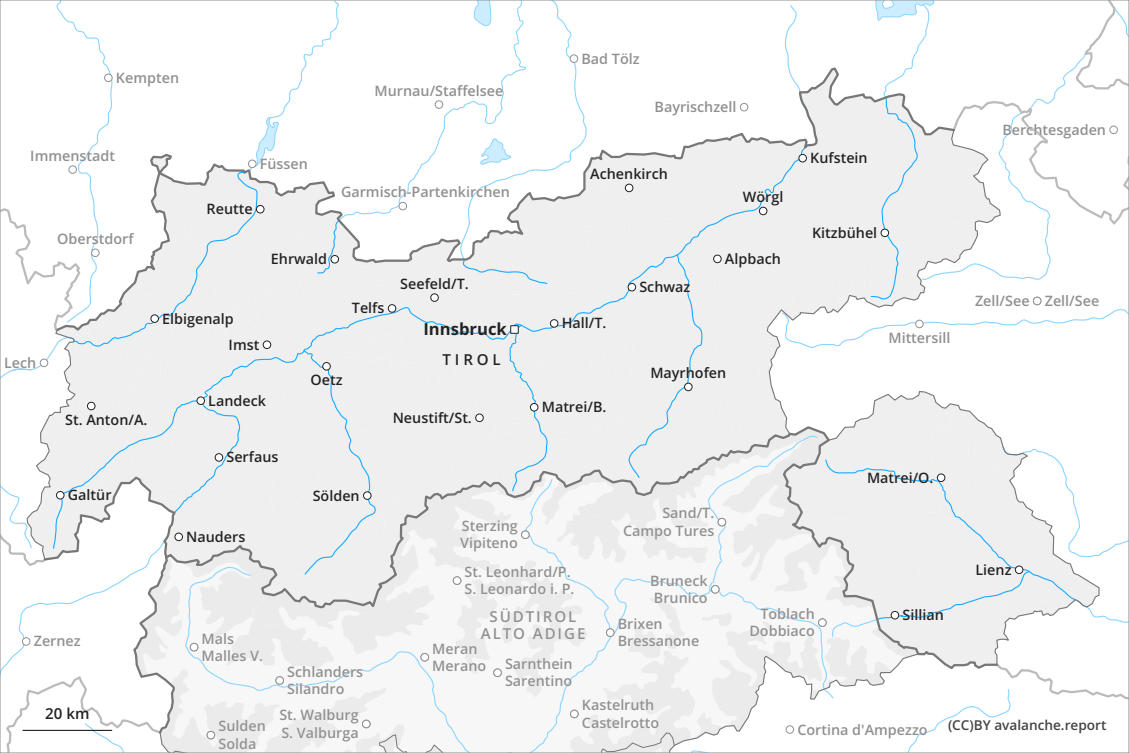 Kempten
Bad Tölz
Murnau/Staffelsee
Bayrischzell
Berchtesgaden
Immenstadt
Füssen
Kufstein
Achenkirch
Garmisch-Partenkirchen
Wörgl
Reutte
Kitzbühel
Oberstdorf
Ehrwald
Alpbach
Seefeld/T.
Schwaz
Zell/See
Zell/See
Telfs
Elbigenalp
Innsbruck
Hall/T.
Mittersill
Imst
TIROL
Lech
Oetz
Mayrhofen
Landeck
Matrei/B.
St. Anton/A.
Neustift/St.
Serfaus
Matrei/O.
Galtür
Sölden
Sand/T.
Campo Tures
Sterzing
Vipiteno
Nauders
Lienz
St. Leonhard/P.
S. Leonardo i. P.
Bruneck
Brunico
SÜDTIROL
ALTO ADIGE
Sillian
Toblach
Dobbiaco
Brixen
Bressanone
Zernez
Mals
Malles V.
Meran
Merano
Sarnthein
Sarentino
Schlanders
Silandro
Kastelruth
Castelrotto
20 km
St. Walburg
S. Valburga
Sulden
Solda
Cortina d'Ampezzo
(CC)BY avalanche.report